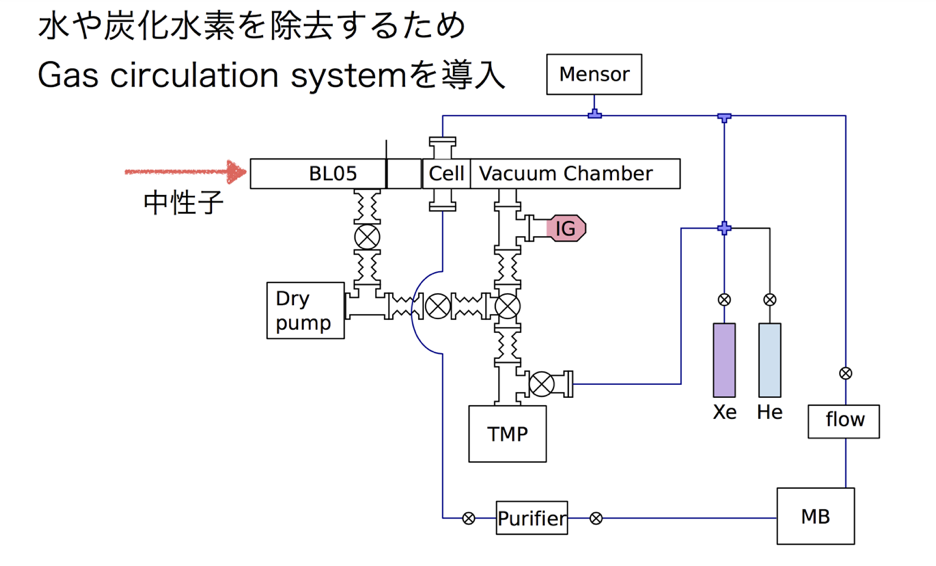 水や炭化水素を除去するため
Gas circulation systemを導入
Mensor
BL05
Cell
Vacuum Chamber
中性子
IG
Dry
pump
Xe
He
flow
TMP
Purifier
MB